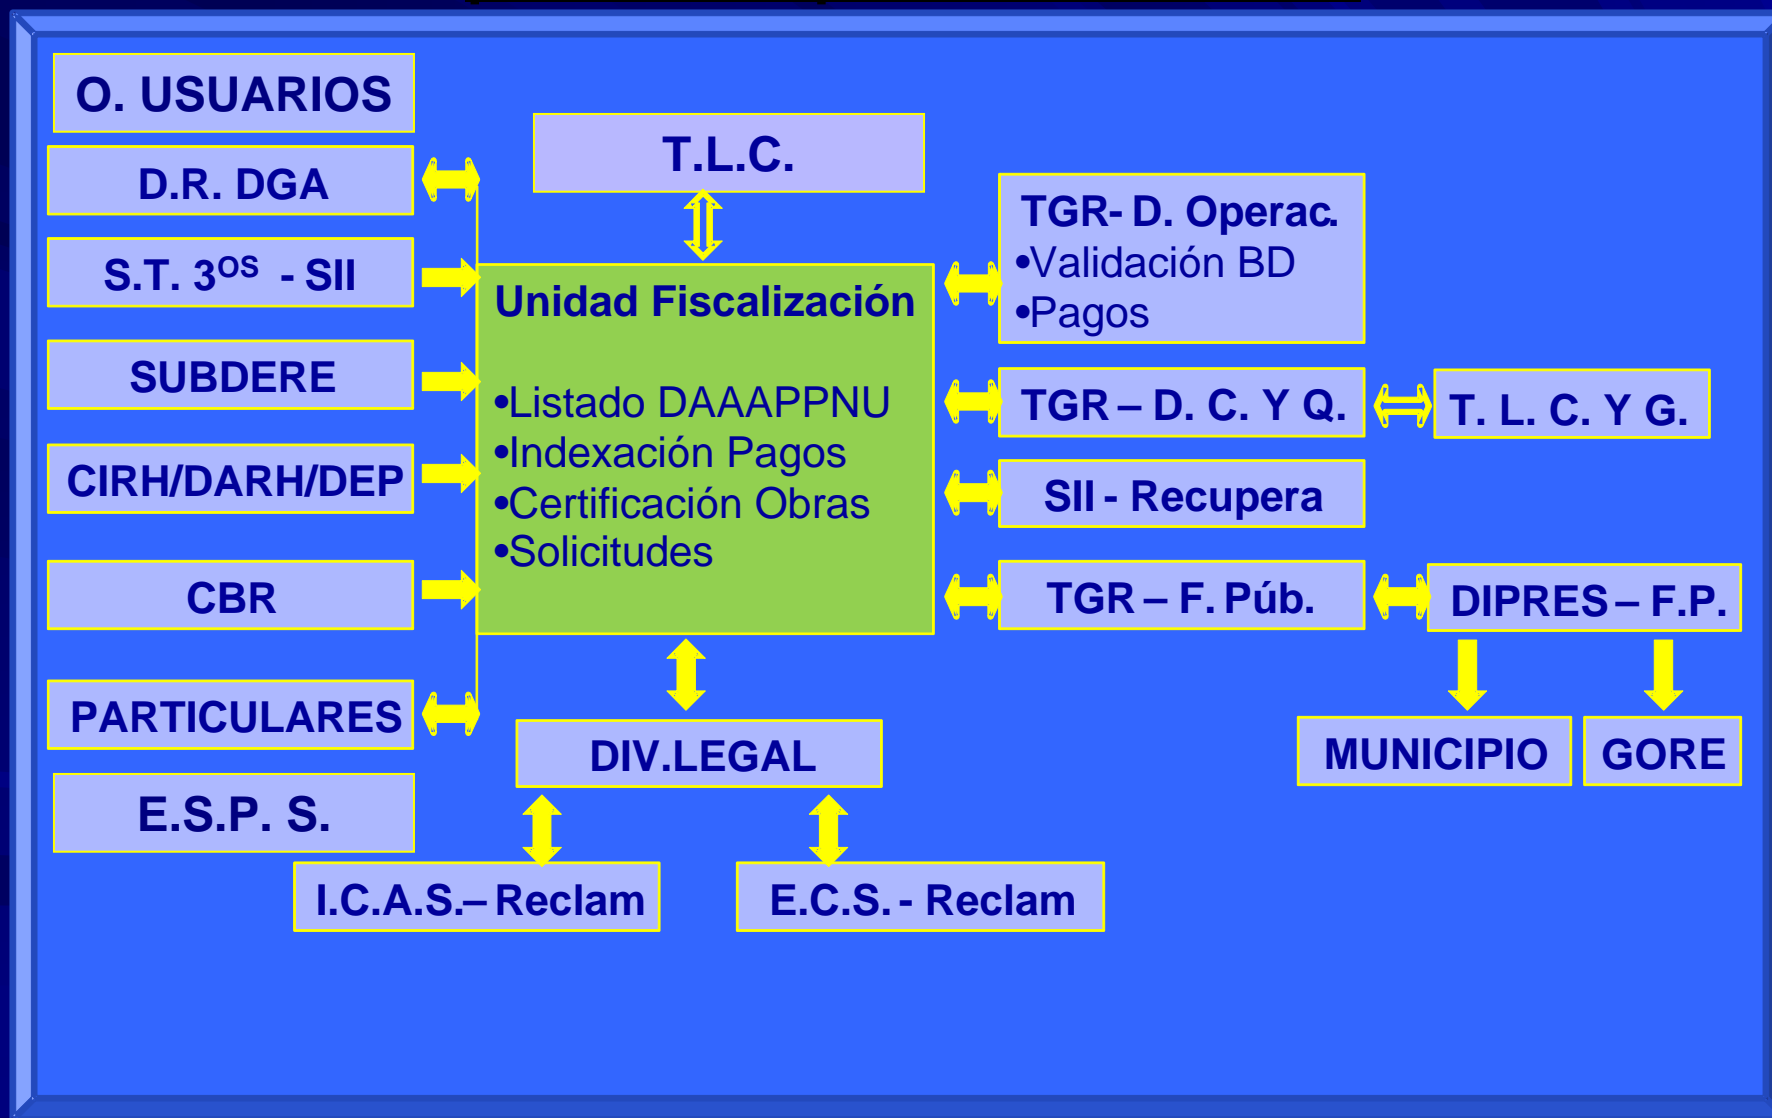 O. USUARIOS
D.R. DGA
S.T. 3OS - SII
SUBDERE
CIRH/DARH/DEP
CBR
PARTICULARES
E.S.P. S.
T.L.C.
Unidad Fiscalización
•Listado DAAAPPNU
•Indexación Pagos
•Certificación Obras
•Solicitudes
DIV.LEGAL
I.C.A.S.– Reclam
E.C.S. - Reclam
TGR- D. Operac.
•Validación BD
•Pagos
TGR – D. C. Y Q.
T. L. C. Y G.
SII - Recupera
TGR – F. Púb.
DIPRES – F.P.
MUNICIPIO
GORE